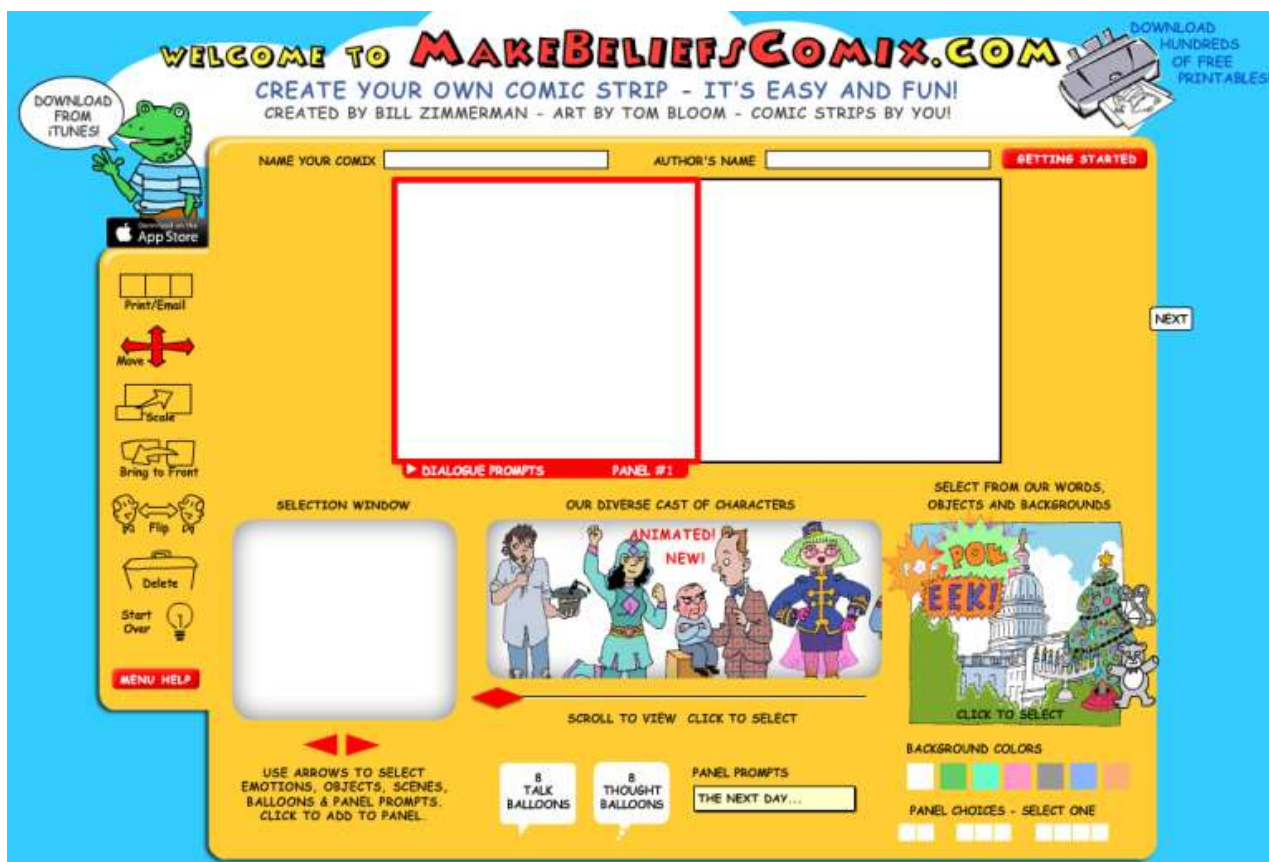 WELCOME TO MAKEBELIEFSCOMIX.COM
CREATE YOUR OWN COMIC STRIP - IT'S EASY AND FUN!
CREATED BY BILL ZIMMERMAN - ART BY TOM BLOOM - COMIC STRIPS BY YOU!
DOWNLOAD
HUNDREDS
OF FREE
PRINTABLES!
DOWNLOAD
FROM
iTUNES!
Download on the
App Store
NAME YOUR COMIX
AUTHOR'S NAME
GETTING STARTED
Print/Email
Move
Scale
Bring to Front
Flip
Delete
Start
Over
MENU HELP
NEXT
DIALOGUE PROMPTS
PANEL #1
SELECTION WINDOW
OUR DIVERSE CAST OF CHARACTERS
ANIMATED!
NEW!
SCROLL TO VIEW CLICK TO SELECT
SELECT FROM OUR WORDS,
OBJECTS AND BACKGROUNDS
POW
EEK!
CLICK TO SELECT
USE ARROWS TO SELECT
EMOTIONS, OBJECTS, SCENES,
BALLOONS & PANEL PROMPTS.
CLICK TO ADD TO PANEL.
8
TALK
BALLOONS
8
THOUGHT
BALLOONS
PANEL PROMPTS
THE NEXT DAY...
BACKGROUND COLORS
PANEL CHOICES - SELECT ONE